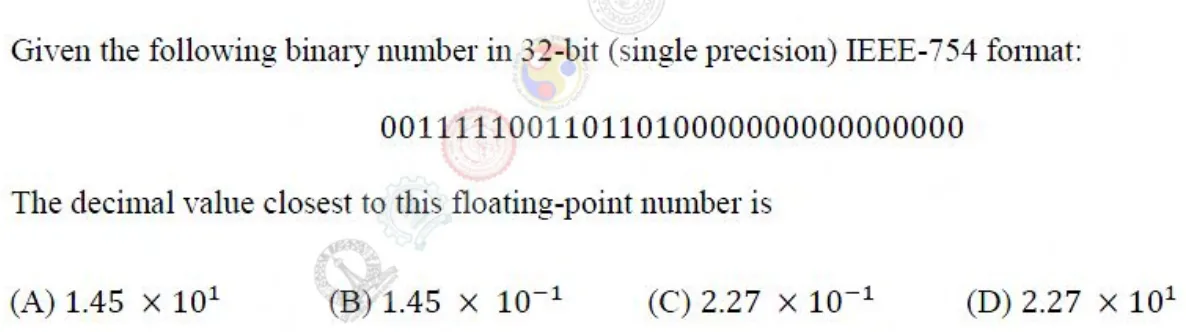 Given the following binary number in 32-bit (single precision) IEEE-754 format:
00111110011011010000000000000000
The decimal value closest to this floating-point number is
(A) 1.45 × 10¹ (B) 1.45 × 10⁻¹ (C) 2.27 × 10⁻¹ (D) 2.27 × 10¹